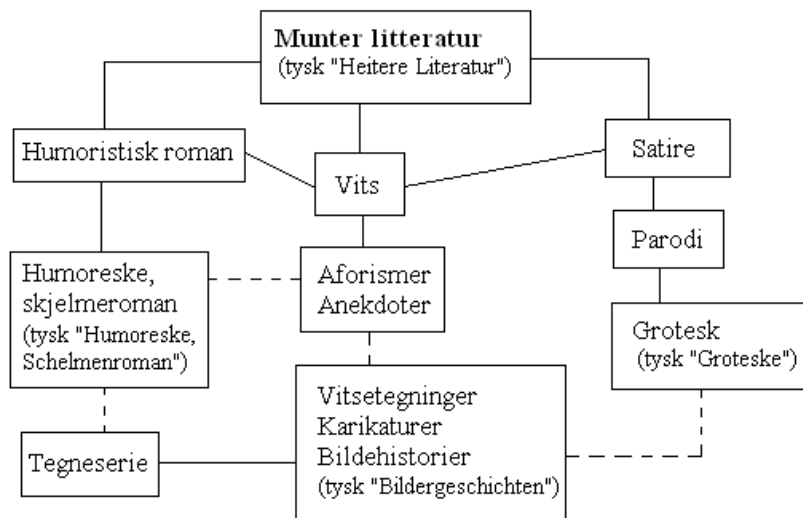 Munter litteratur
(tysk "Heitere Literatur")
Humoristisk roman
Vits
Satire
Parodi
Humoreske,
skjelmeroman
(tysk "Humoreske,
Schelmenroman")
Aforismer
Anekdoter
Grotesk
(tysk "Groteske")
Tegneserie
Vitsetegninger
Karikaturer
Bildehistorier
(tysk "Bildergeschichten")